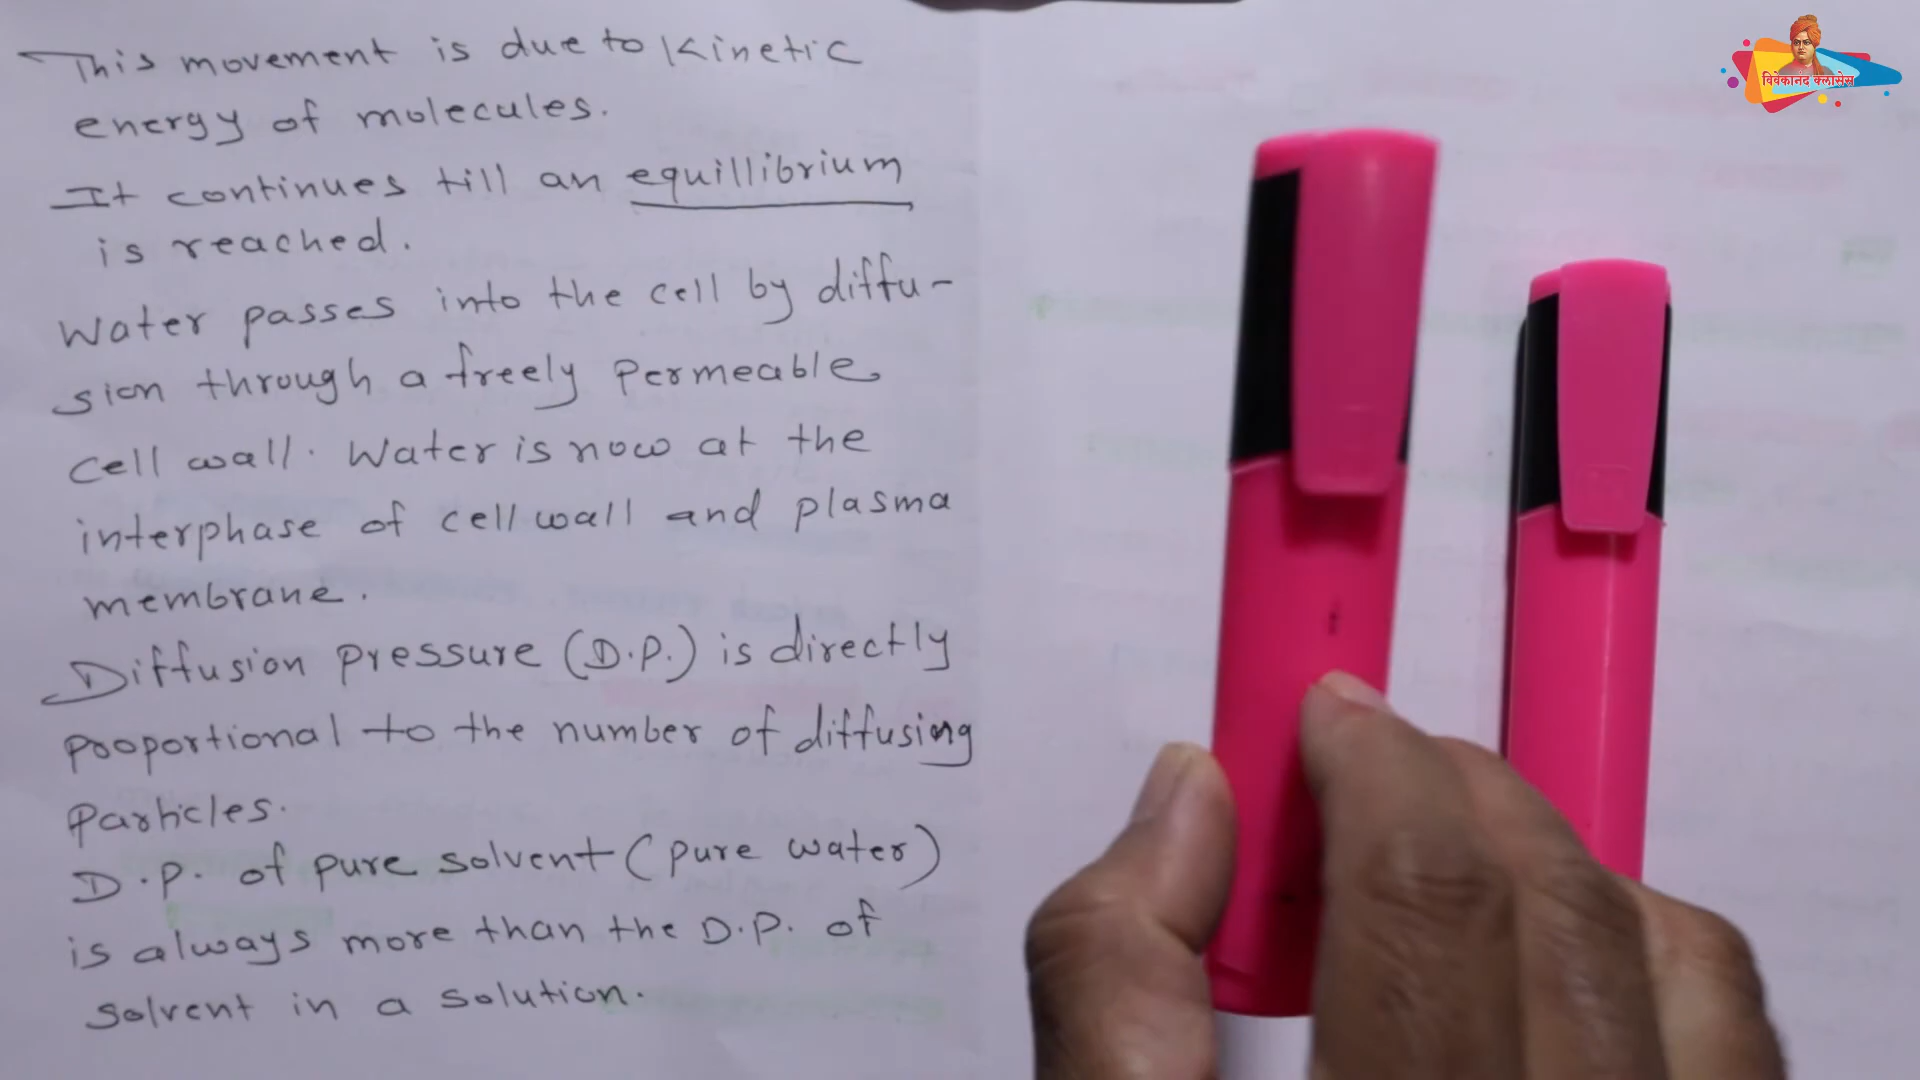 This movement is due to Kinetic
energy of molecules.
It continues till an equillibrium
is reached.
Water passes into the cell by diffu-
sion through a freely permeable
cell wall. Water is now at the
interphase of cell wall and plasma
membrane.
Diffusion pressure (D.P.) is directly
prooportional to the number of diffusing
particles.
D.P. of pure solvent (pure water)
is always more than the D.P. of
solvent in a solution.
विवेकानंद क्लासेस